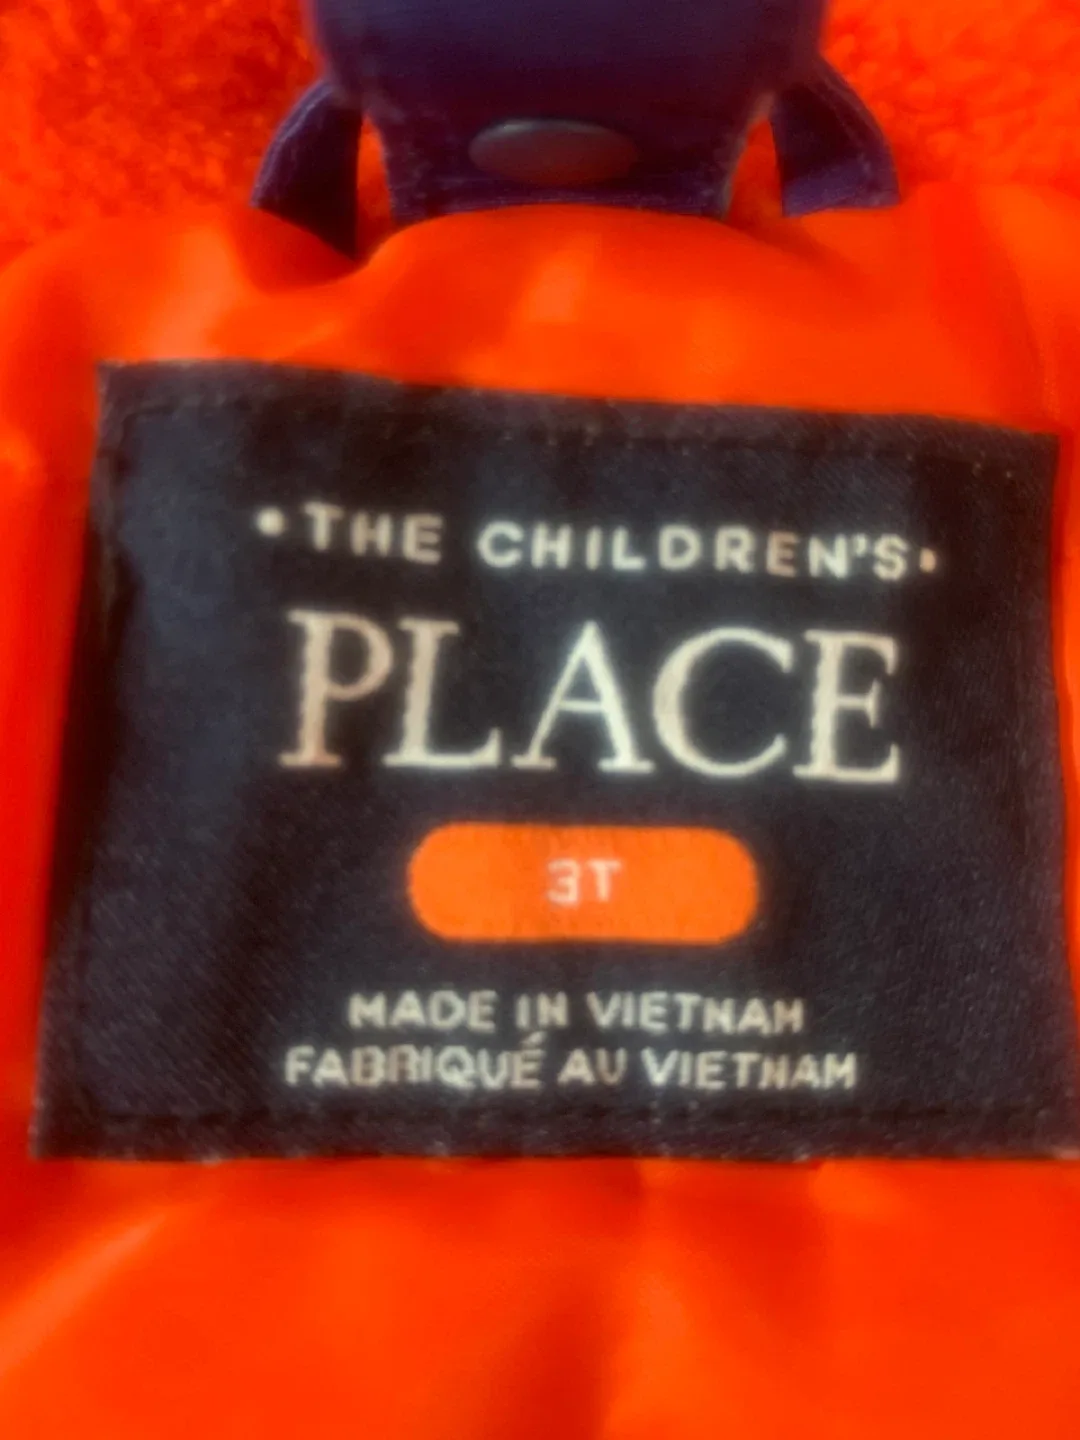 • THE CHILDREN'S •
PLACE
3T
MADE IN VIETNAM
FABRIQUÉ AU VIETNAM